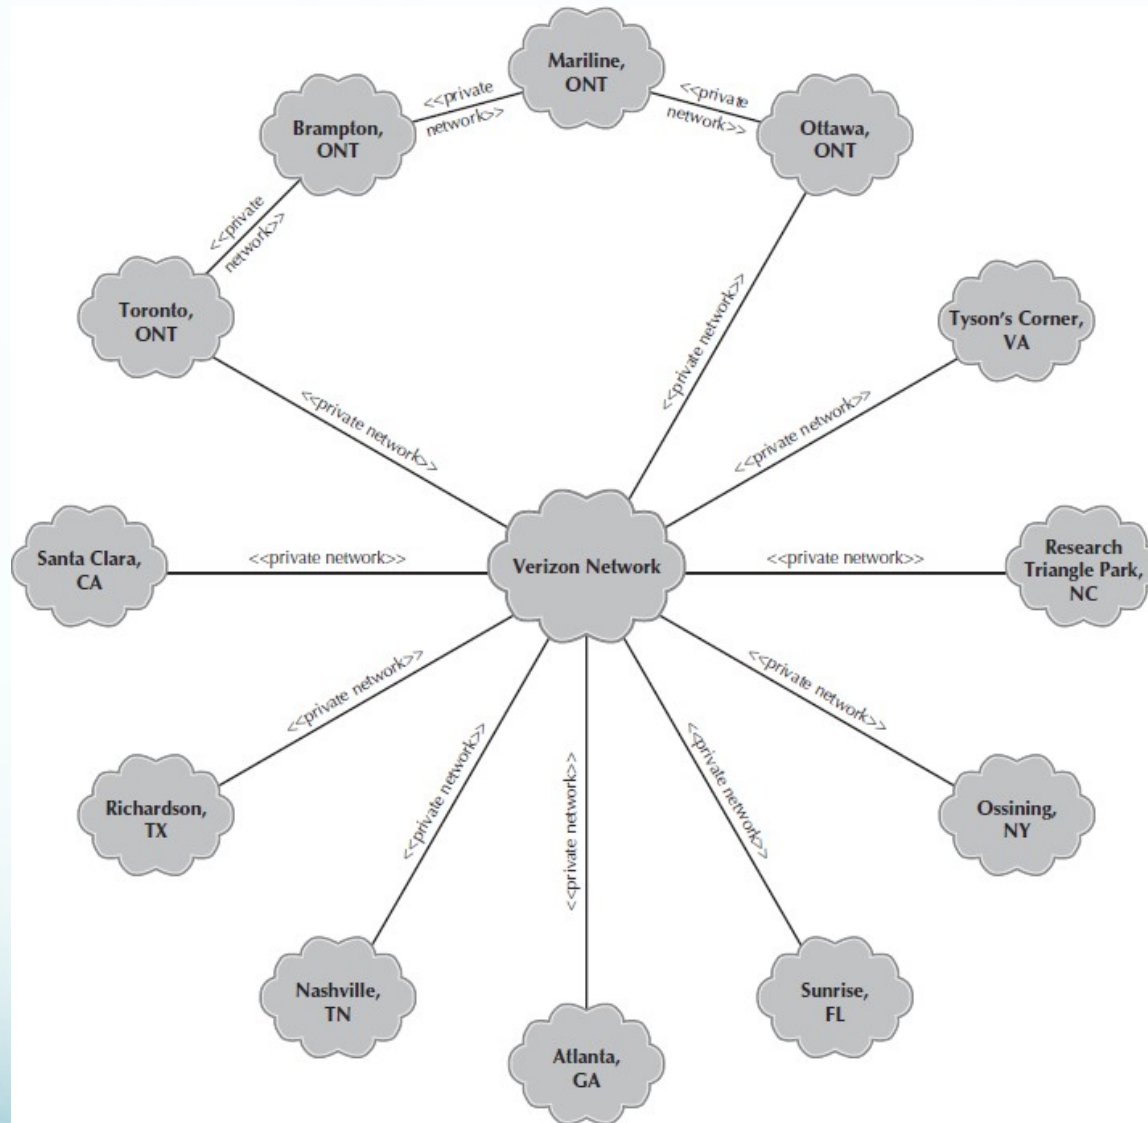 Mariline,
ONT
<<private
network>>
<<private
network>>
Brampton,
ONT
Ottawa,
ONT
<<private
network>>
Toronto,
ONT
<<private network>>
Tyson's Corner,
VA
<<private network>>
<<private network>>
Santa Clara,
CA
<<private network>>
Verizon Network
<<private network>>
Research
Triangle Park,
NC
<<private network>>
<<private network>>
<<private network>>
<<private network>>
<<private network>>
Richardson,
TX
Ossining,
NY
Nashville,
TN
Sunrise,
FL
Atlanta,
GA